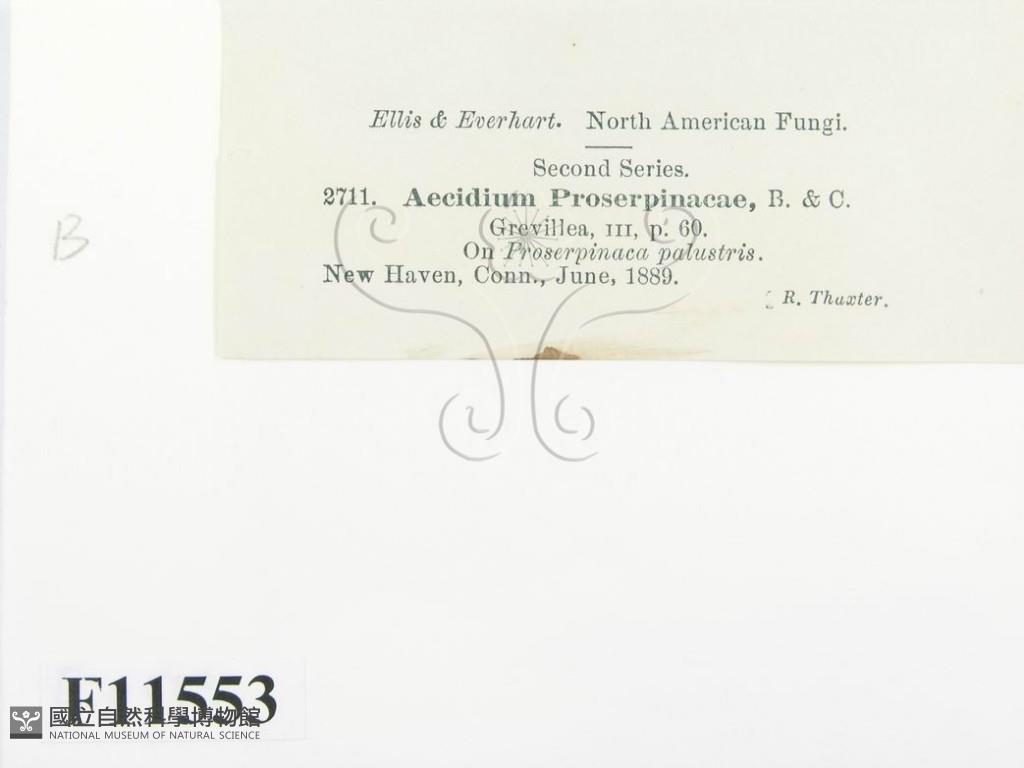 Ellis & Everhart. North American Fungi.
Second Series.
2711. Aecidium Proserpinacae, B. & C.
Grevillea, III, p. 60.
On Proserpinaca palustris.
New Haven, Conn., June, 1889.
R. Thaxter.
B
F11553
國立自然科學博物館
NATIONAL MUSEUM OF NATURAL SCIENCE